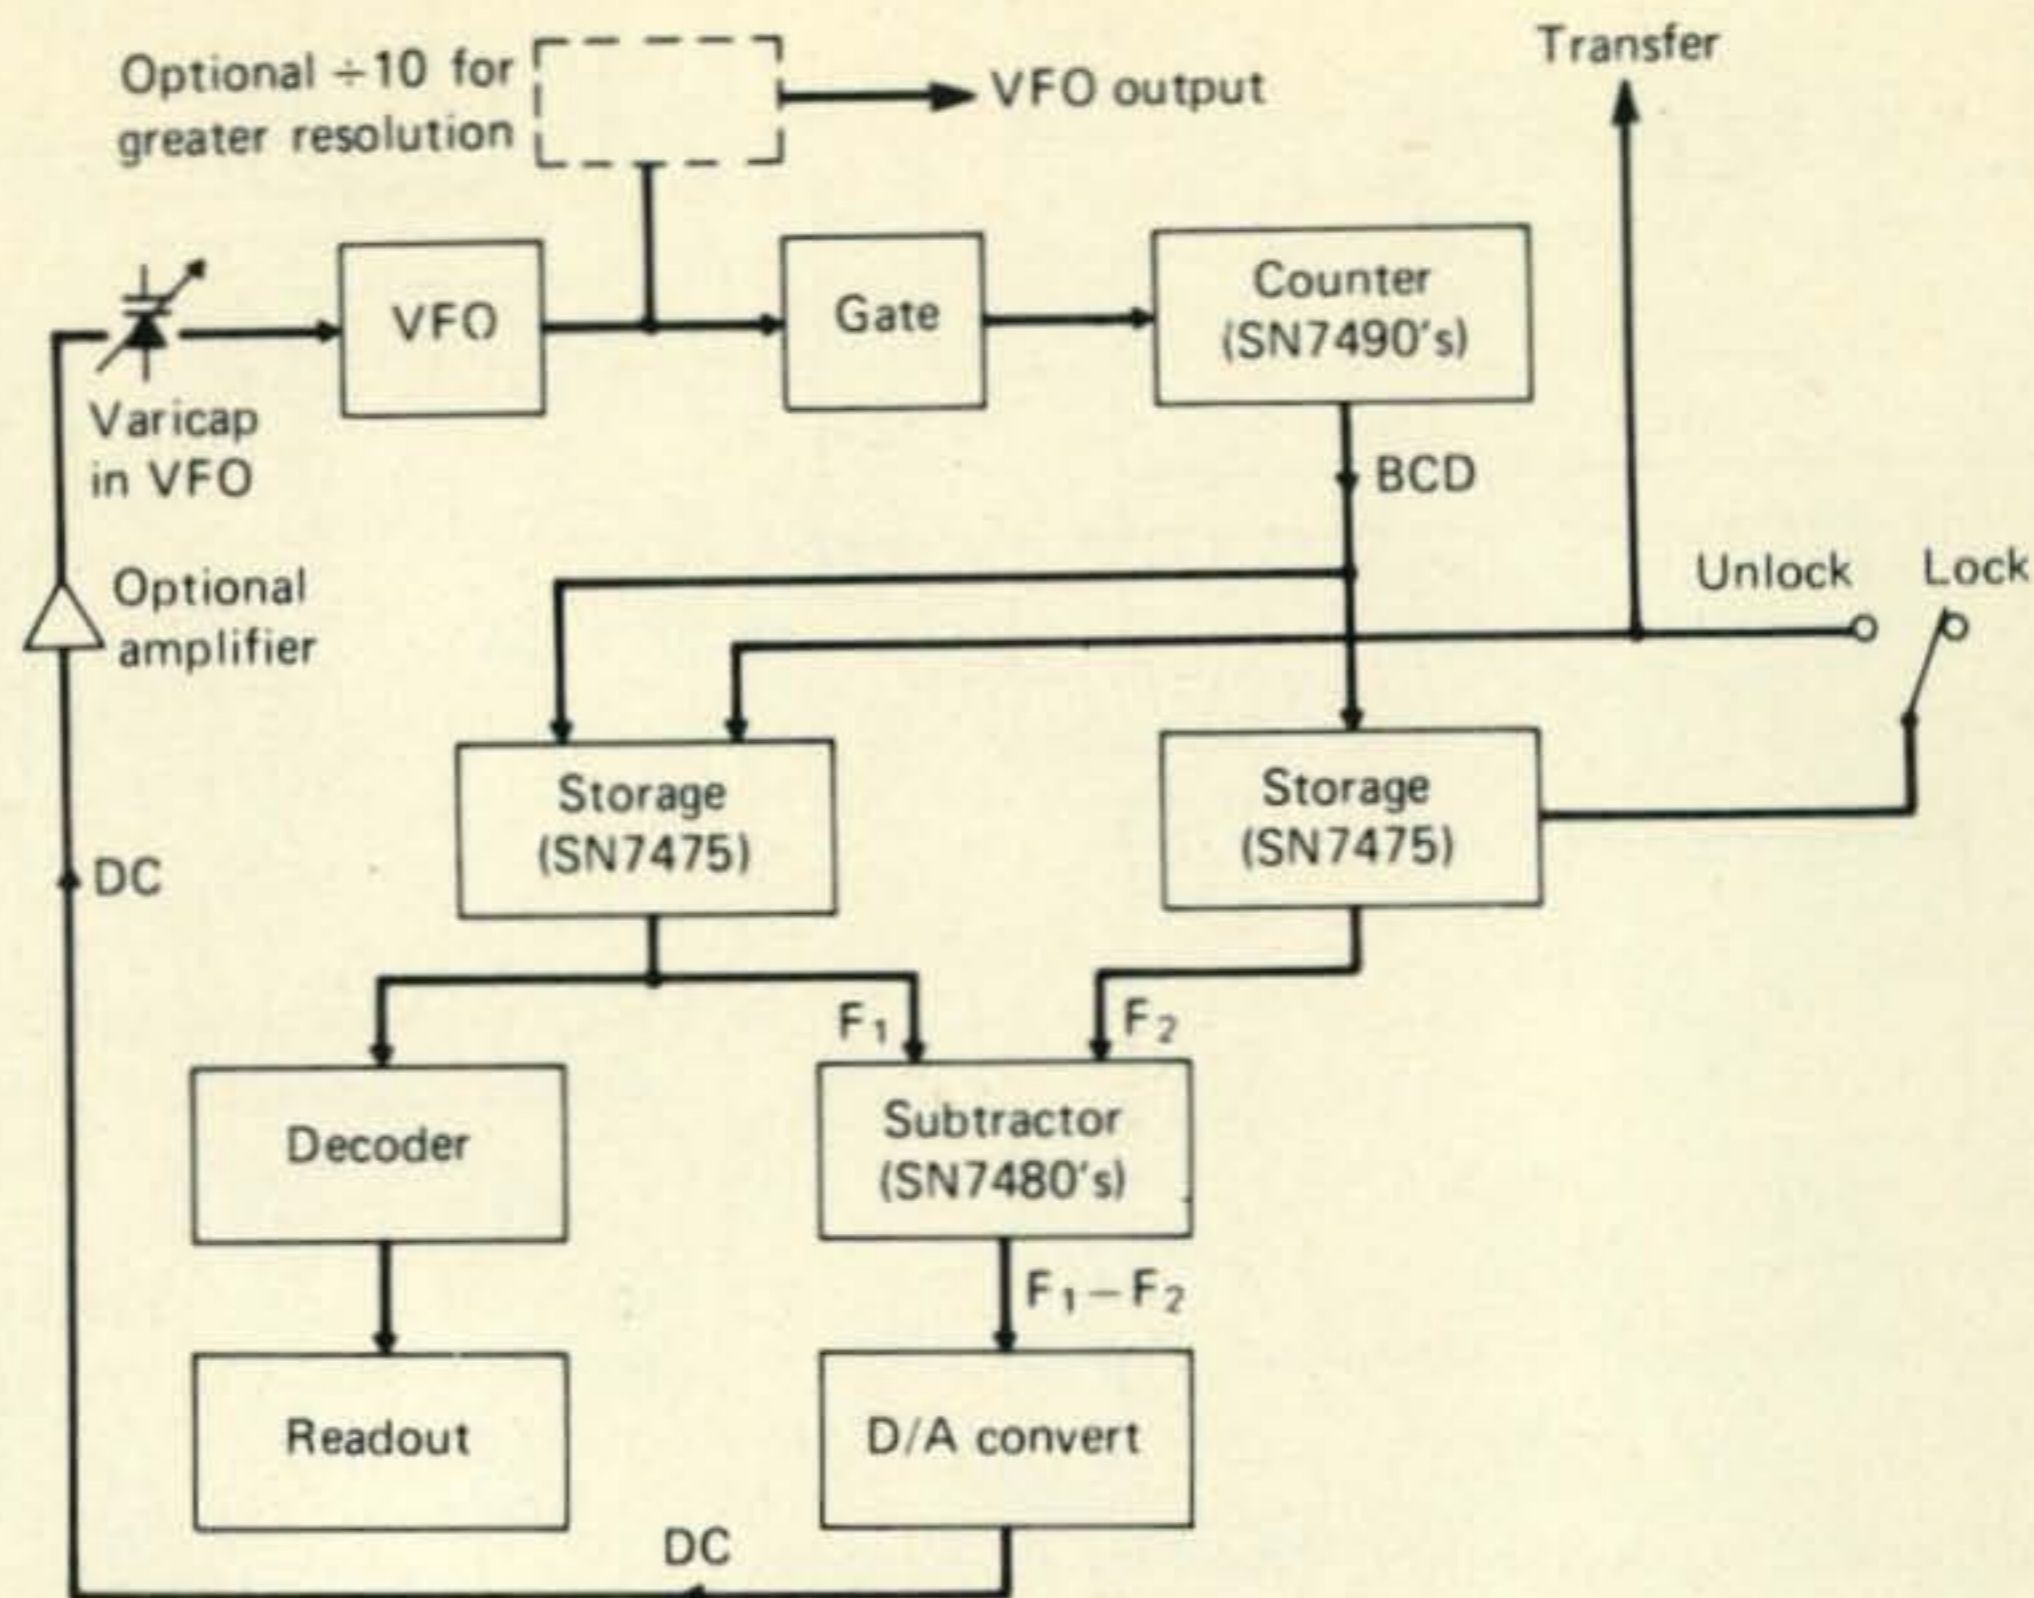 Optional ÷10 for
greater resolution
VFO output
Transfer
VFO
Gate
Counter
(SN7490's)
Varicap
in VFO
BCD
Optional
amplifier
Unlock
Lock
Storage
(SN7475)
Storage
(SN7475)
DC
F₁
F₂
Decoder
Subtractor
(SN7480's)
F₁–F₂
Readout
D/A convert
DC